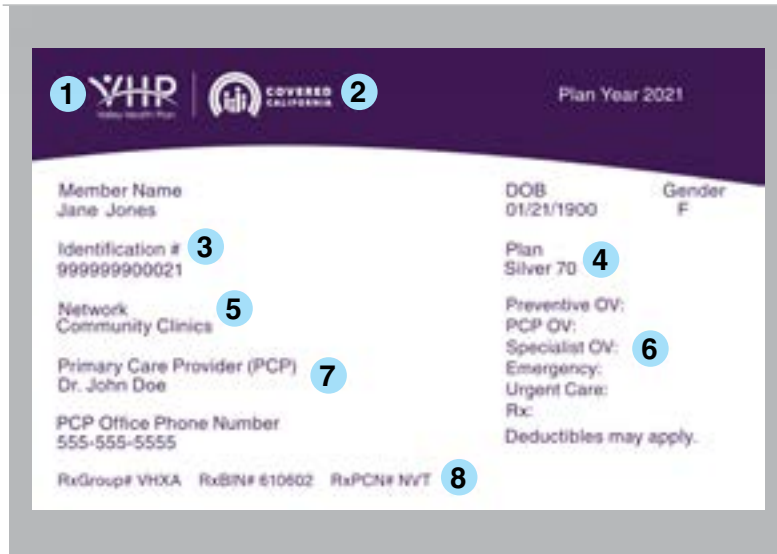 1 VHP 2 COVERED CALIFORNIA Plan Year 2021
Valley Health Plan
Member Name DOB Gender
Jane Jones 01/21/1900 F
Identification # 3 Plan
999999900021 Silver 70 4
Network 5 Preventive OV:
Community Clinics PCP OV:
Primary Care Provider (PCP) 7 Specialist OV: 6
Dr. John Doe Emergency:
Urgent Care:
PCP Office Phone Number Rx:
555-555-5555 Deductibles may apply.
RxGroup# VHXA RxBIN# 610602 RxPCN# NVT 8